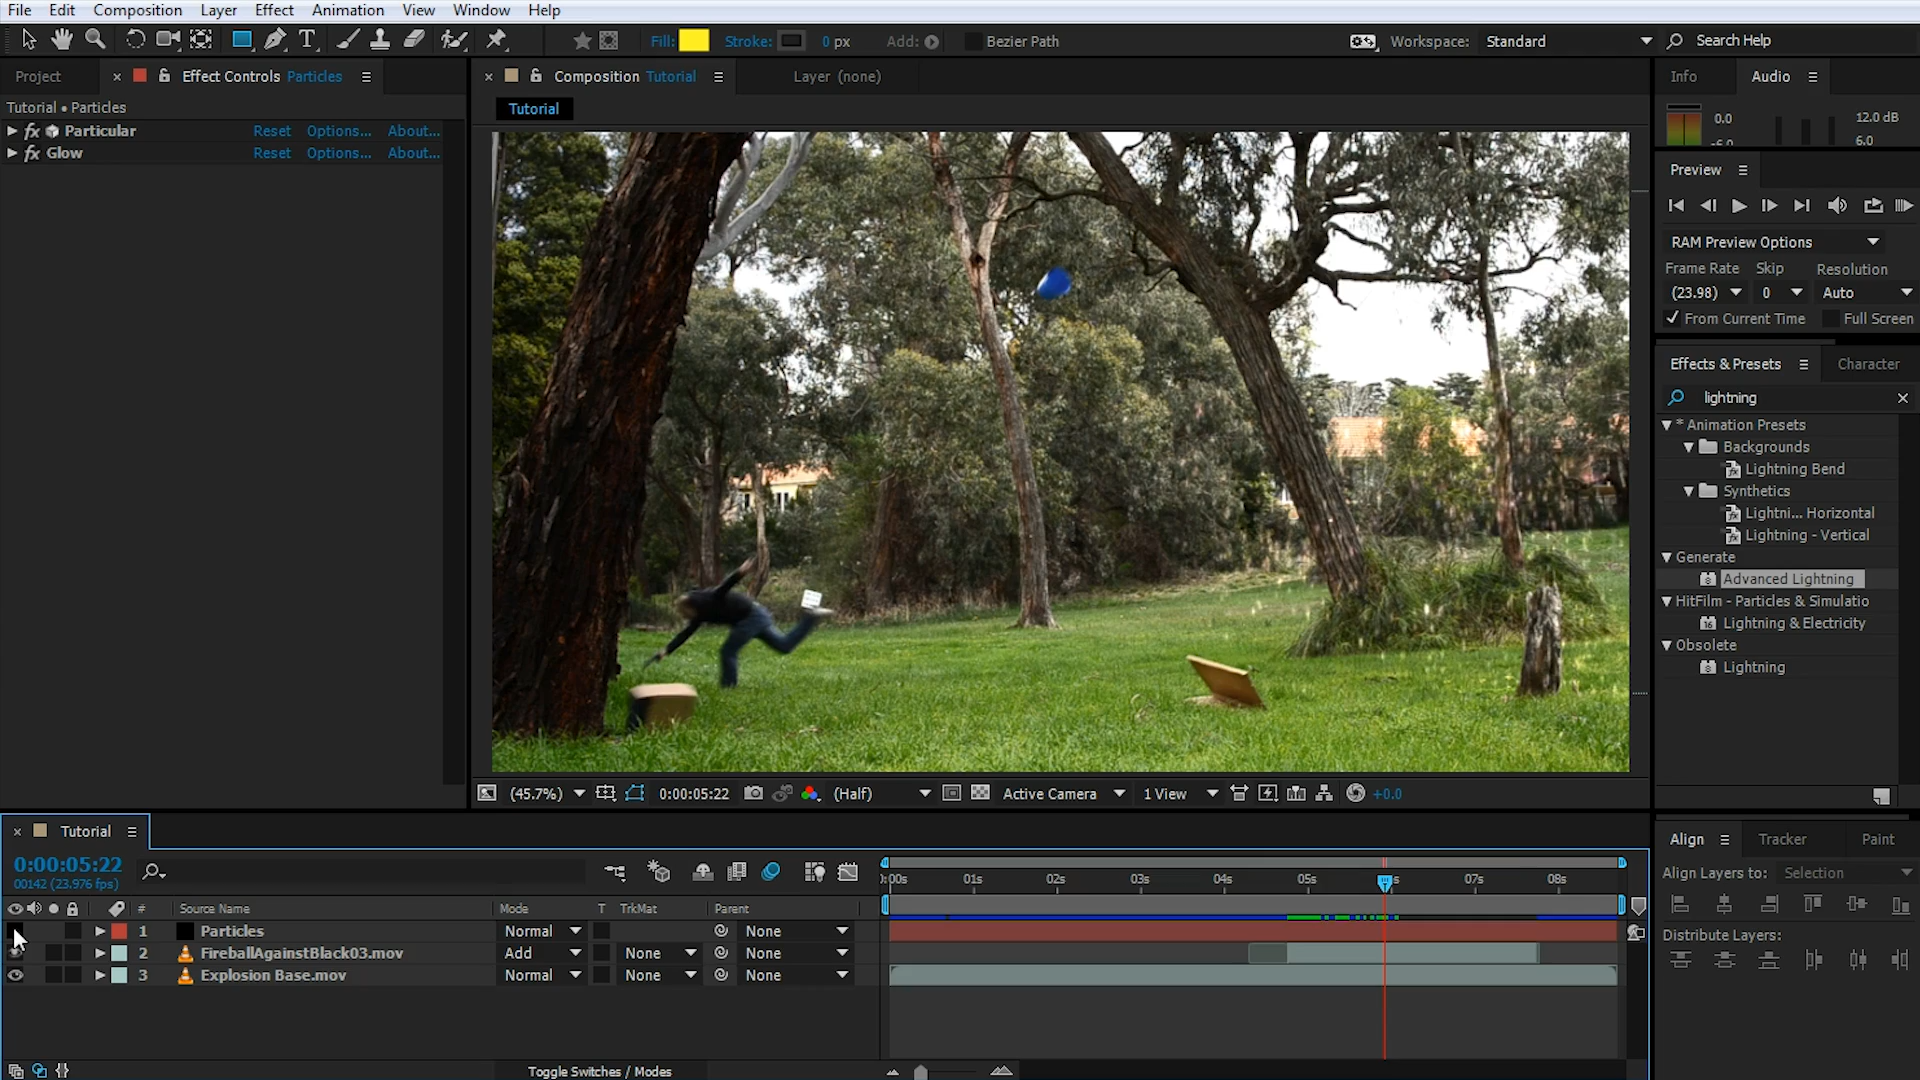 File Edit Composition Layer Effect Animation View Window Help
Fill: Stroke: 0 px Add: Bezier Path Workspace: Standard Search Help
Project × Effect Controls Particles × Composition Tutorial Layer (none) Info Audio
Tutorial • Particles
Tutorial
fx Particular Reset Options... About...
fx Glow Reset Options... About...
0.0 12.0 dB
-6.0 6.0
Preview
RAM Preview Options
Frame Rate Skip Resolution
(23.98) 0 Auto
From Current Time Full Screen
Effects & Presets Character
lightning ×
* Animation Presets
Backgrounds
Lightning Bend
Synthetics
Lightni... Horizontal
Lightning - Vertical
Generate
Advanced Lightning
HitFilm - Particles & Simulatio
Lightning & Electricity
Obsolete
Lightning
(45.7%) 0:00:05:22 (Half) Active Camera 1 View +0.0
× Tutorial
0:00:05:22
00142 (23.976 fps)
):00s 01s 02s 03s 04s 05s s 07s 08s
# Source Name Mode T TrkMat Parent
1 Particles Normal None
2 FireballAgainstBlack03.mov Add None None
3 Explosion Base.mov Normal None None
Toggle Switches / Modes
Align Tracker Paint
Align Layers to: Selection
Distribute Layers: